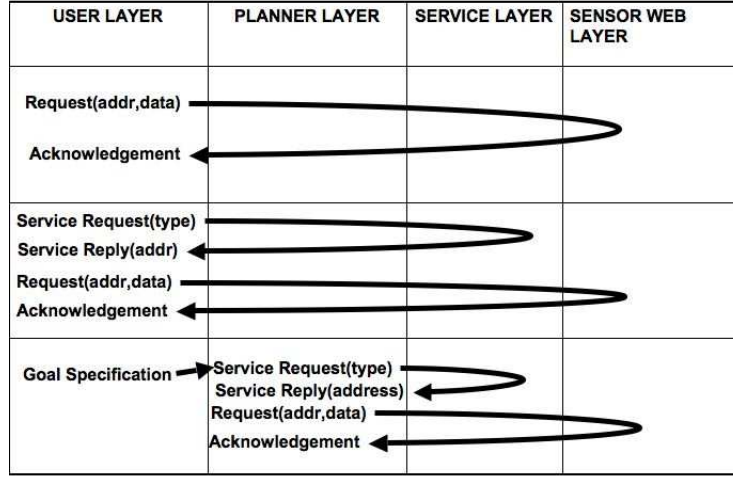 USER LAYER
PLANNER LAYER
SERVICE LAYER
SENSOR WEB
LAYER
Request(addr,data)
Acknowledgement
Service Request(type)
Service Reply(addr)
Request(addr,data)
Acknowledgement
Goal Specification
Service Request(type)
Service Reply(address)
Request(addr,data)
Acknowledgement